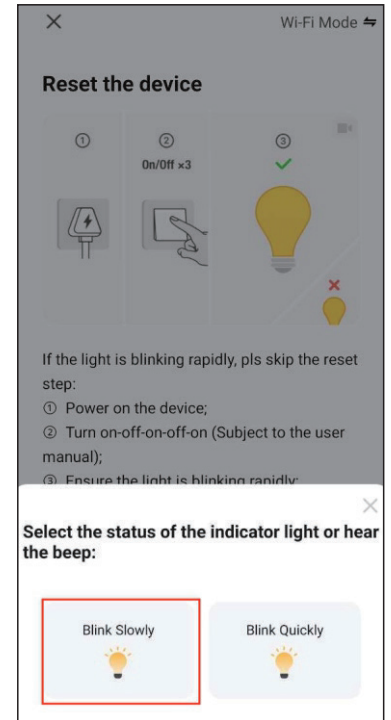 Wi-Fi Mode
Reset the device
① ② ③
On/Off ×3
If the light is blinking rapidly, pls skip the reset
step:
① Power on the device;
② Turn on-off-on-off-on (Subject to the user
manual);
③ Ensure the light is blinking rapidly;
Select the status of the indicator light or hear
the beep:
Blink Slowly
Blink Quickly